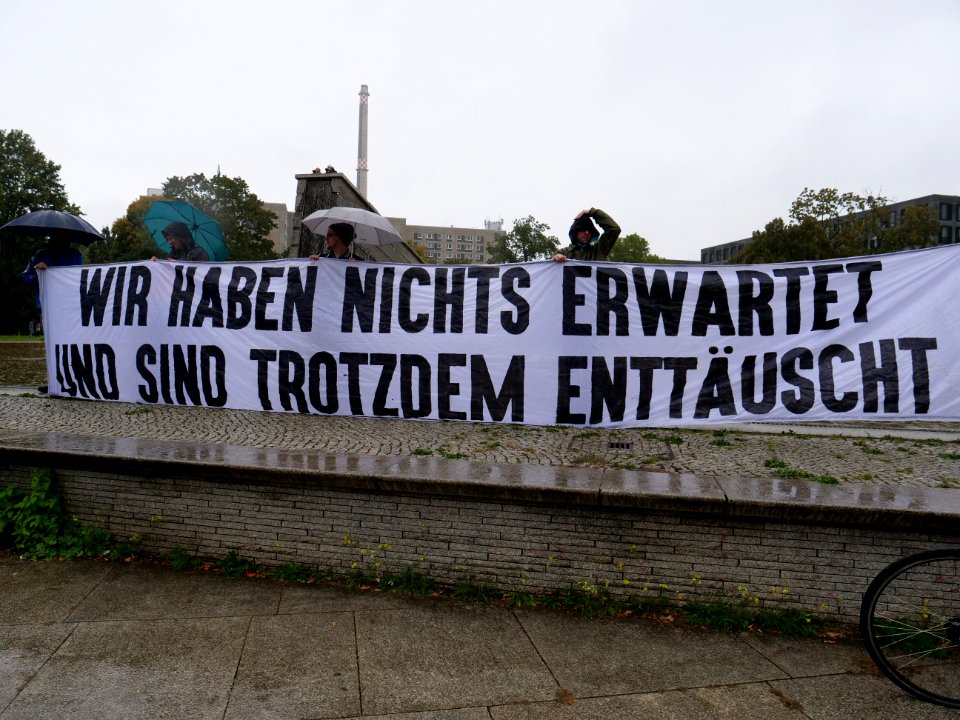 WIR HABEN NICHTS ERWARTET
UND SIND TROTZDEM ENTTÄUSCHT